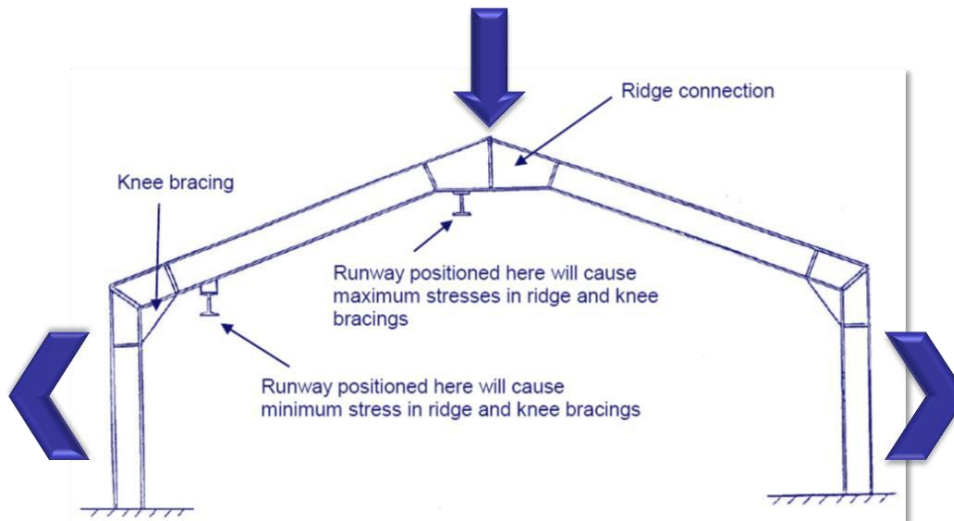 Ridge connection
Knee bracing
Runway positioned here will cause
maximum stresses in ridge and knee
bracings
Runway positioned here will cause
minimum stress in ridge and knee bracings